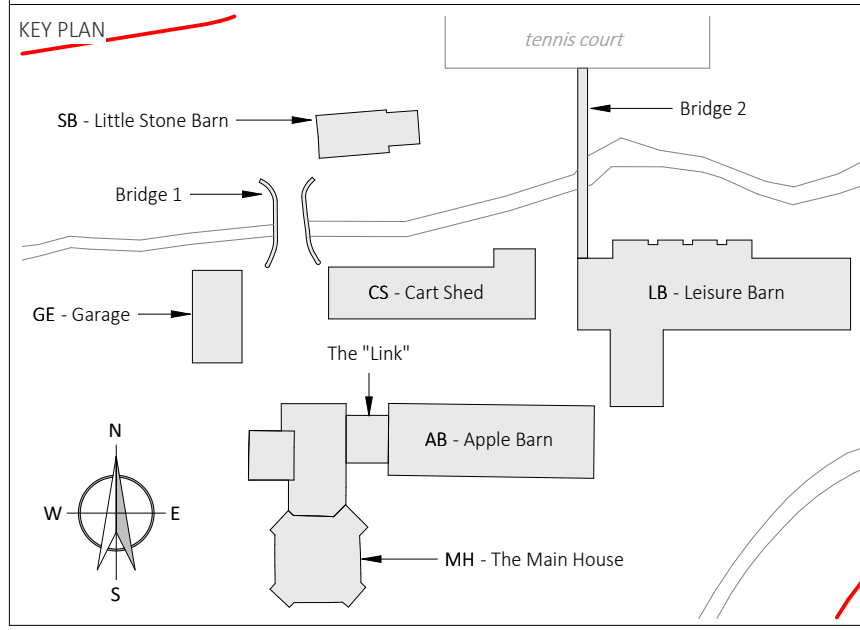 KEY PLAN
tennis court
SB - Little Stone Barn
Bridge 2
Bridge 1
CS - Cart Shed
LB - Leisure Barn
GE - Garage
The "Link"
AB - Apple Barn
N
W
E
S
MH - The Main House